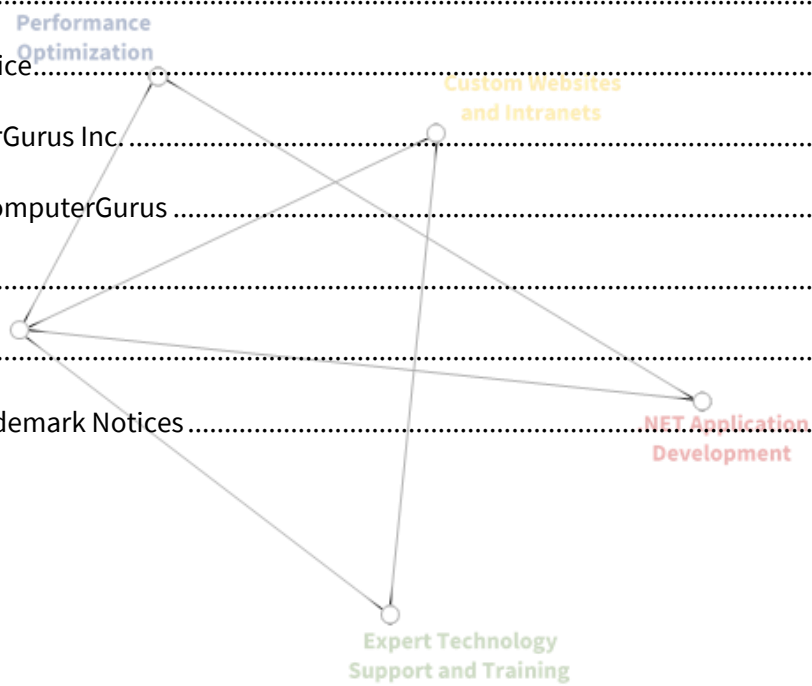 Performance
Optimization
ice
rGurus Inc.
Custom Websites
and Intranets
omputerGurus
demark Notices
.NET Application
Development
Expert Technology
Support and Training